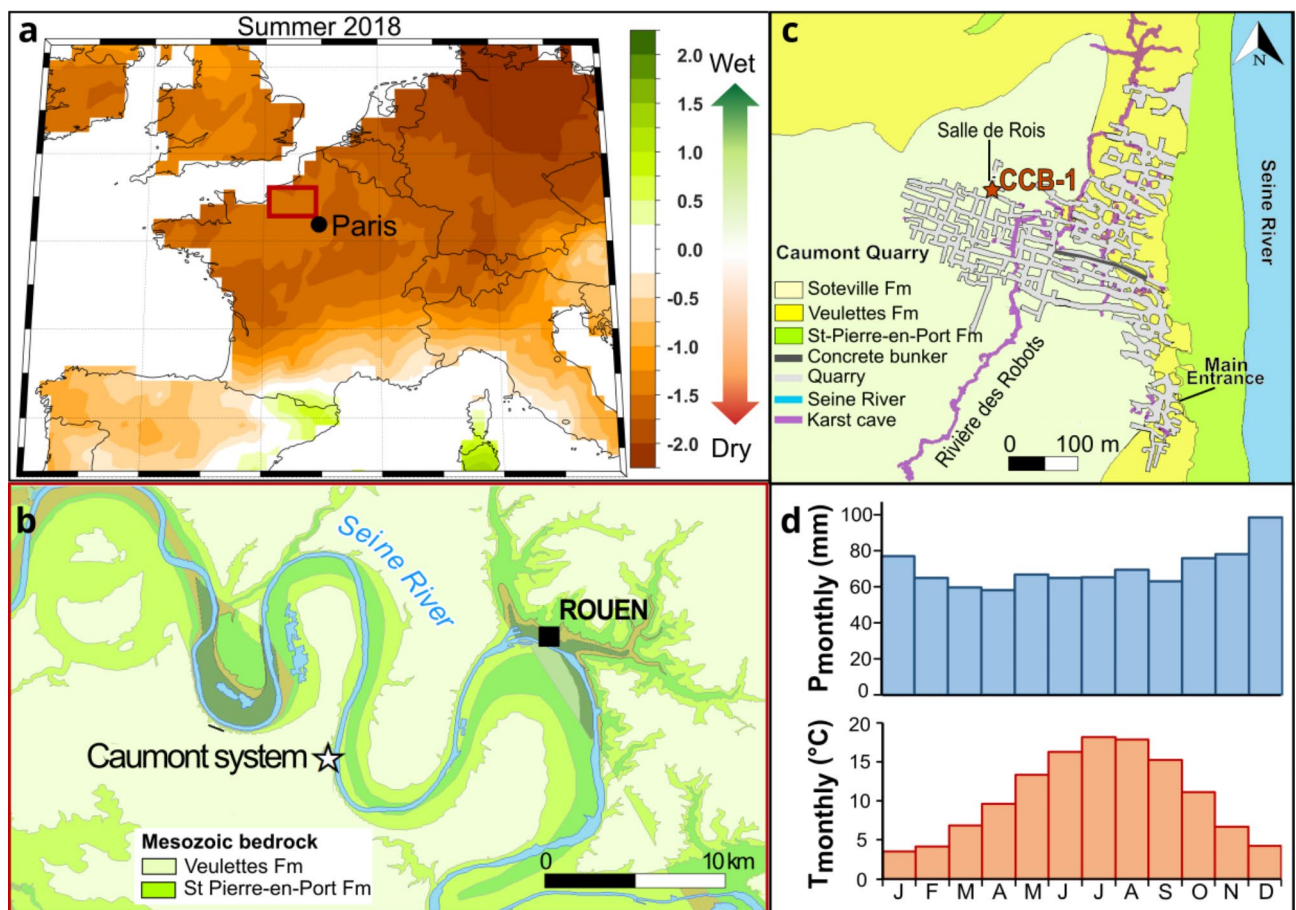 a
Summer 2018
Paris
2.0
1.5
1.0
0.5
0.0
-0.5
-1.0
-1.5
-2.0
Wet
Dry
c
N
Salle de Rois
CCB-1
Seine River
Caumont Quarry
Soteville Fm
Veulettes Fm
St-Pierre-en-Port Fm
Concrete bunker
Quarry
Seine River
Karst cave
Rivière des Robots
Main
Entrance
0 100 m
b
Seine River
ROUEN
Caumont system
Mesozoic bedrock
Veulettes Fm
St Pierre-en-Port Fm
0 10 km
d
Pmonthly (mm)
100
80
60
40
20
0
Tmonthly (°C)
20
15
10
5
0
J F M A M J J A S O N D